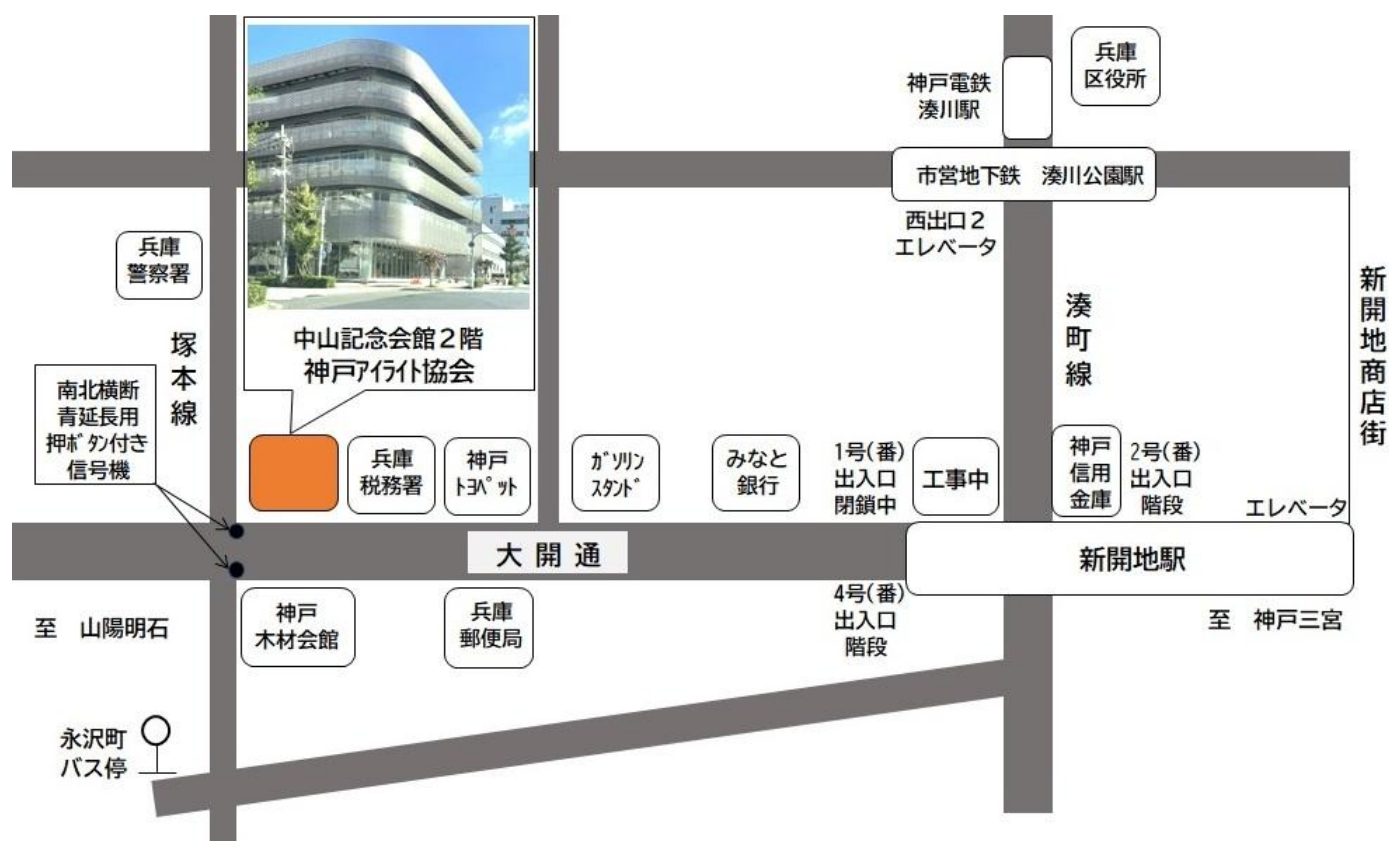 兵庫
区役所
神戸電鉄
湊川駅
市営地下鉄　湊川公園駅
西出口２
エレベータ
兵庫
警察署
中山記念会館２階
神戸ｱｲﾗｲﾄ協会
塚本線
湊町線
新開地商店街
南北横断
青延長用
押ﾎﾞﾀﾝ付き
信号機
兵庫
税務署
神戸
ﾄﾖﾍﾟｯﾄ
ｶﾞｿﾘﾝ
ｽﾀﾝﾄﾞ
みなと
銀行
1号(番)
出入口
閉鎖中
工事中
神戸
信用
金庫
2号(番)
出入口
階段
エレベータ
大開通
新開地駅
至　山陽明石
神戸
木材会館
兵庫
郵便局
4号(番)
出入口
階段
至　神戸三宮
永沢町
バス停